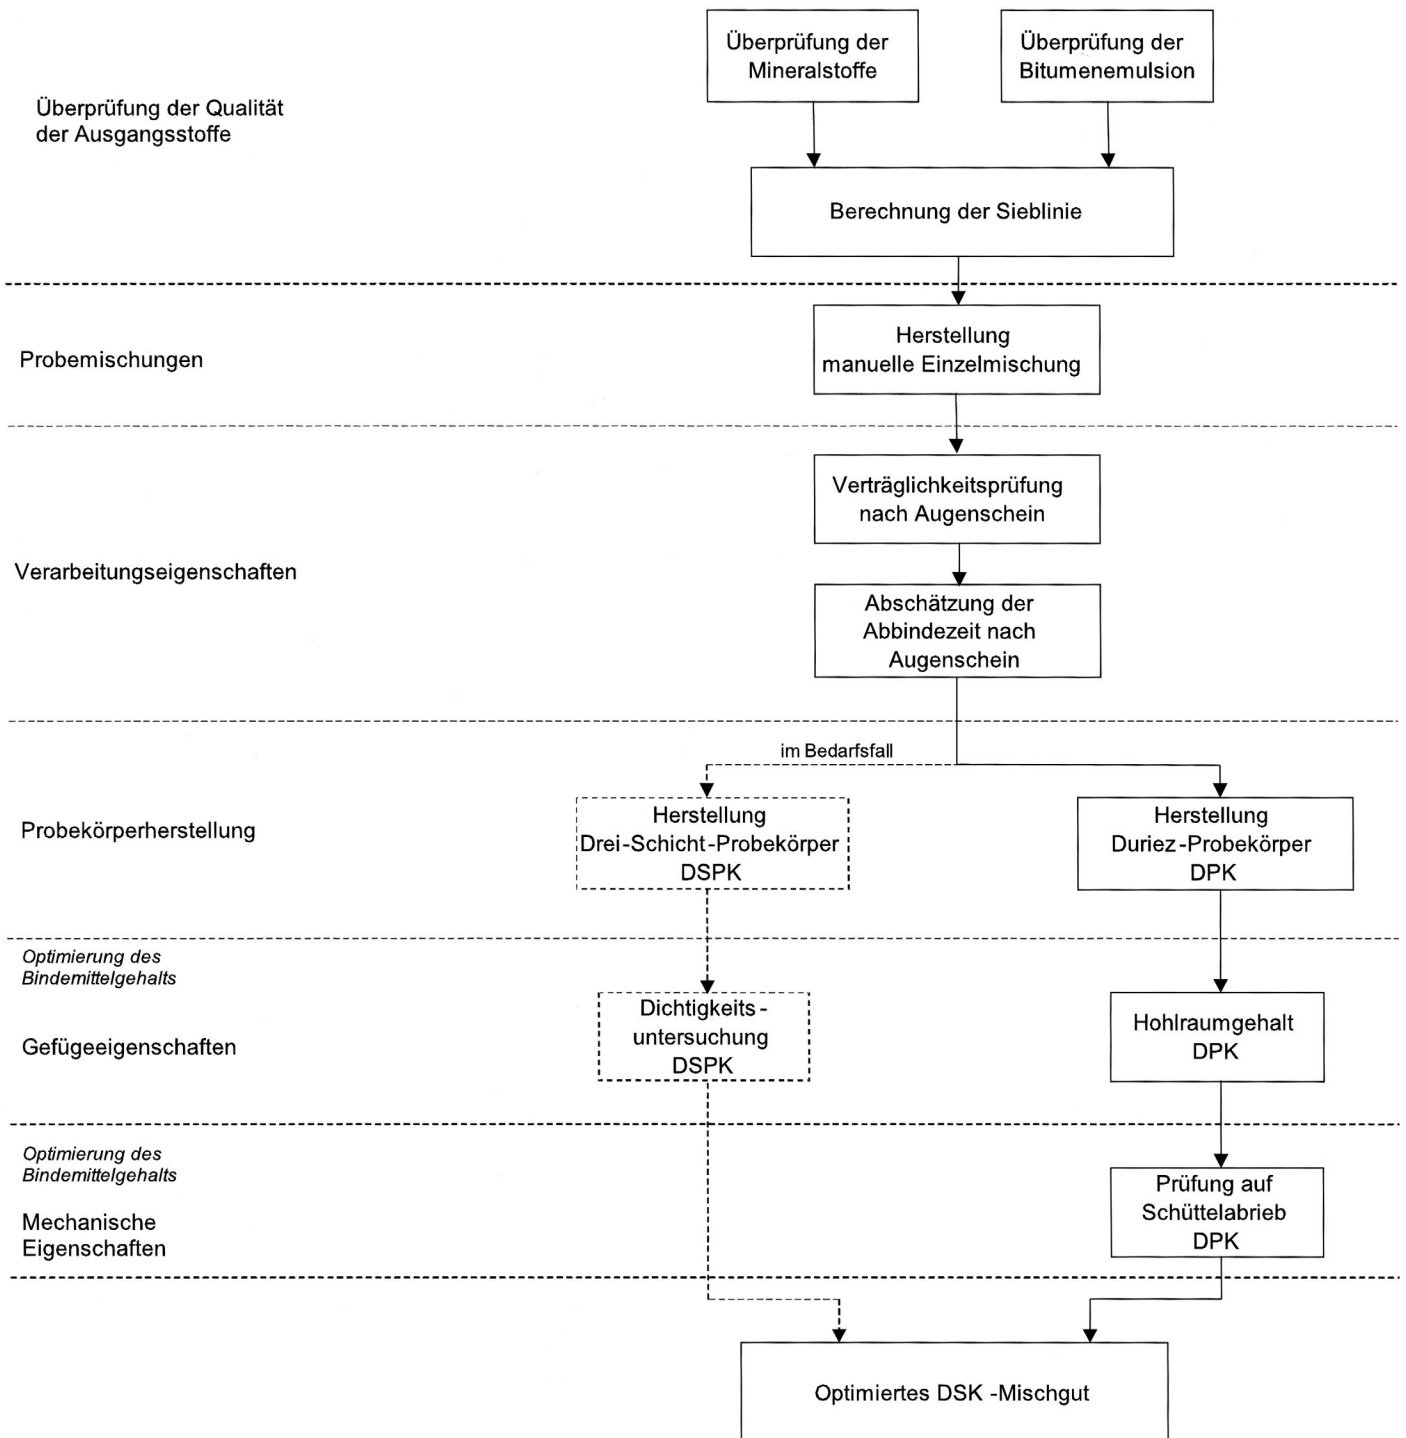 Überprüfung der
Mineralstoffe
Überprüfung der
Bitumenemulsion
Überprüfung der Qualität
der Ausgangsstoffe
Berechnung der Sieblinie
Probemischungen
Herstellung
manuelle Einzelmischung
Verträglichkeitsprüfung
nach Augenschein
Verarbeitungseigenschaften
Abschätzung der
Abbindezeit nach
Augenschein
im Bedarfsfall
Probekörperherstellung
Herstellung
Drei-Schicht-Probekörper
DSPK
Herstellung
Duriez-Probekörper
DPK
Optimierung des
Bindemittelgehalts
Gefügeeigenschaften
Dichtigkeits-
untersuchung
DSPK
Hohlraumgehalt
DPK
Optimierung des
Bindemittelgehalts
Mechanische
Eigenschaften
Prüfung auf
Schüttelabrieb
DPK
Optimiertes DSK -Mischgut